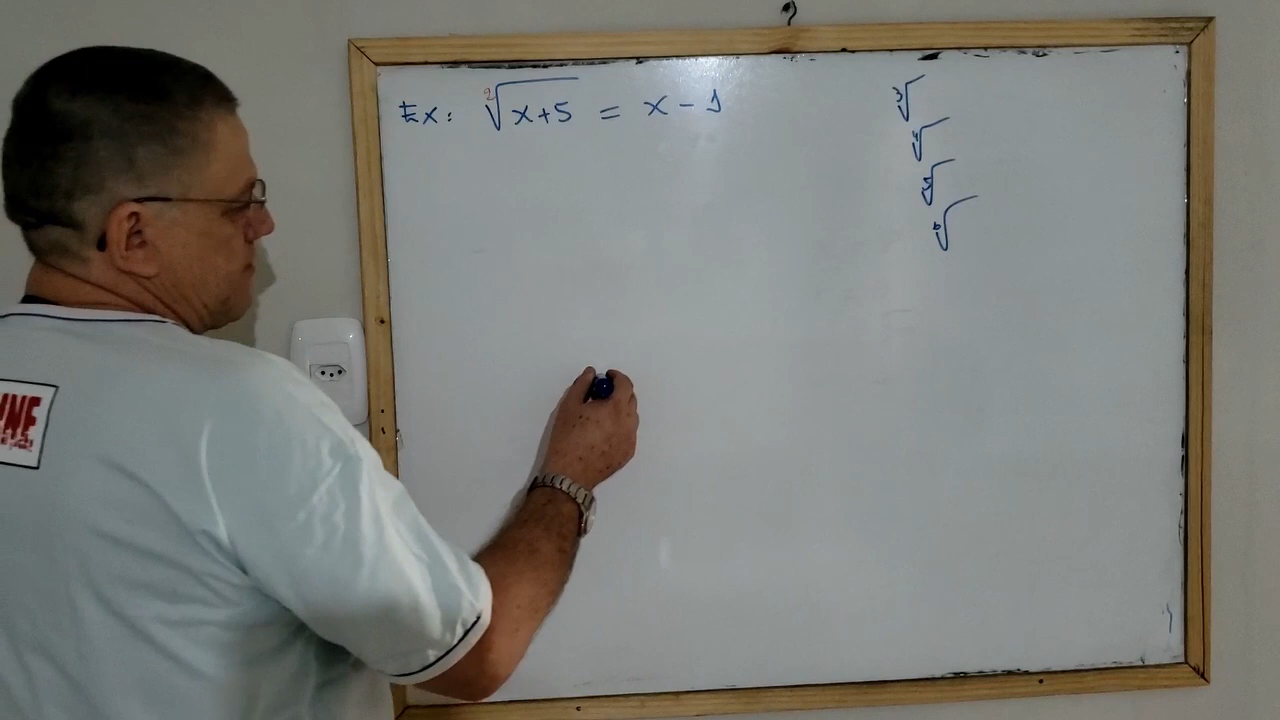 Ex: ²√x+5 = x - 1
³√
⁴√
⁵√
⁶√